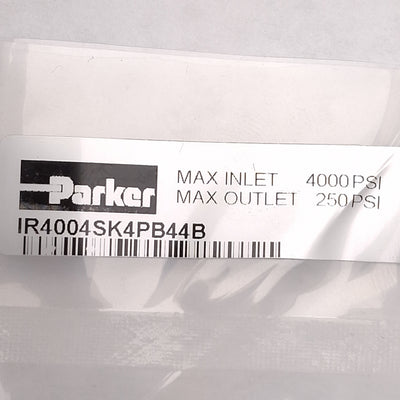 Parker
MAX INLET 4000 PSI
MAX OUTLET 250 PSI
IR4004SK4PB44B